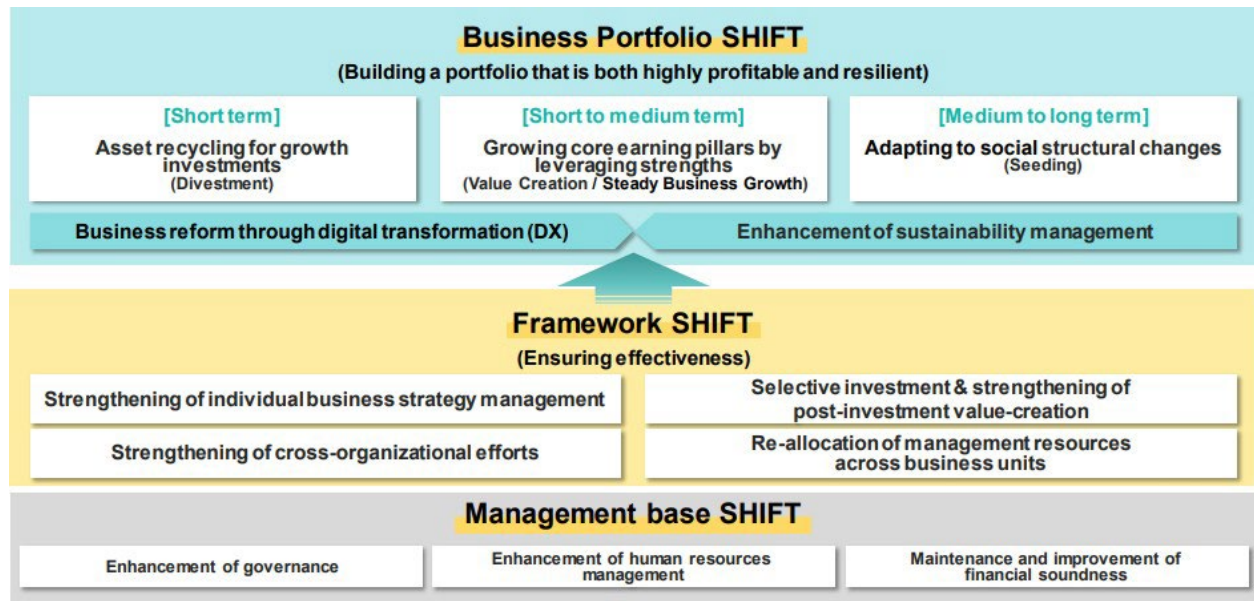 Business Portfolio SHIFT
(Building a portfolio that is both highly profitable and resilient)
[Short term]
Asset recycling for growth
investments
(Divestment)
[Short to medium term]
Growing core earning pillars by
leveraging strengths
(Value Creation / Steady Business Growth)
[Medium to long term]
Adapting to social structural changes
(Seeding)
Business reform through digital transformation (DX)
Enhancement of sustainability management
Framework SHIFT
(Ensuring effectiveness)
Strengthening of individual business strategy management
Selective investment & strengthening of
post-investment value-creation
Strengthening of cross-organizational efforts
Re-allocation of management resources
across business units
Management base SHIFT
Enhancement of governance
Enhancement of human resources
management
Maintenance and improvement of
financial soundness